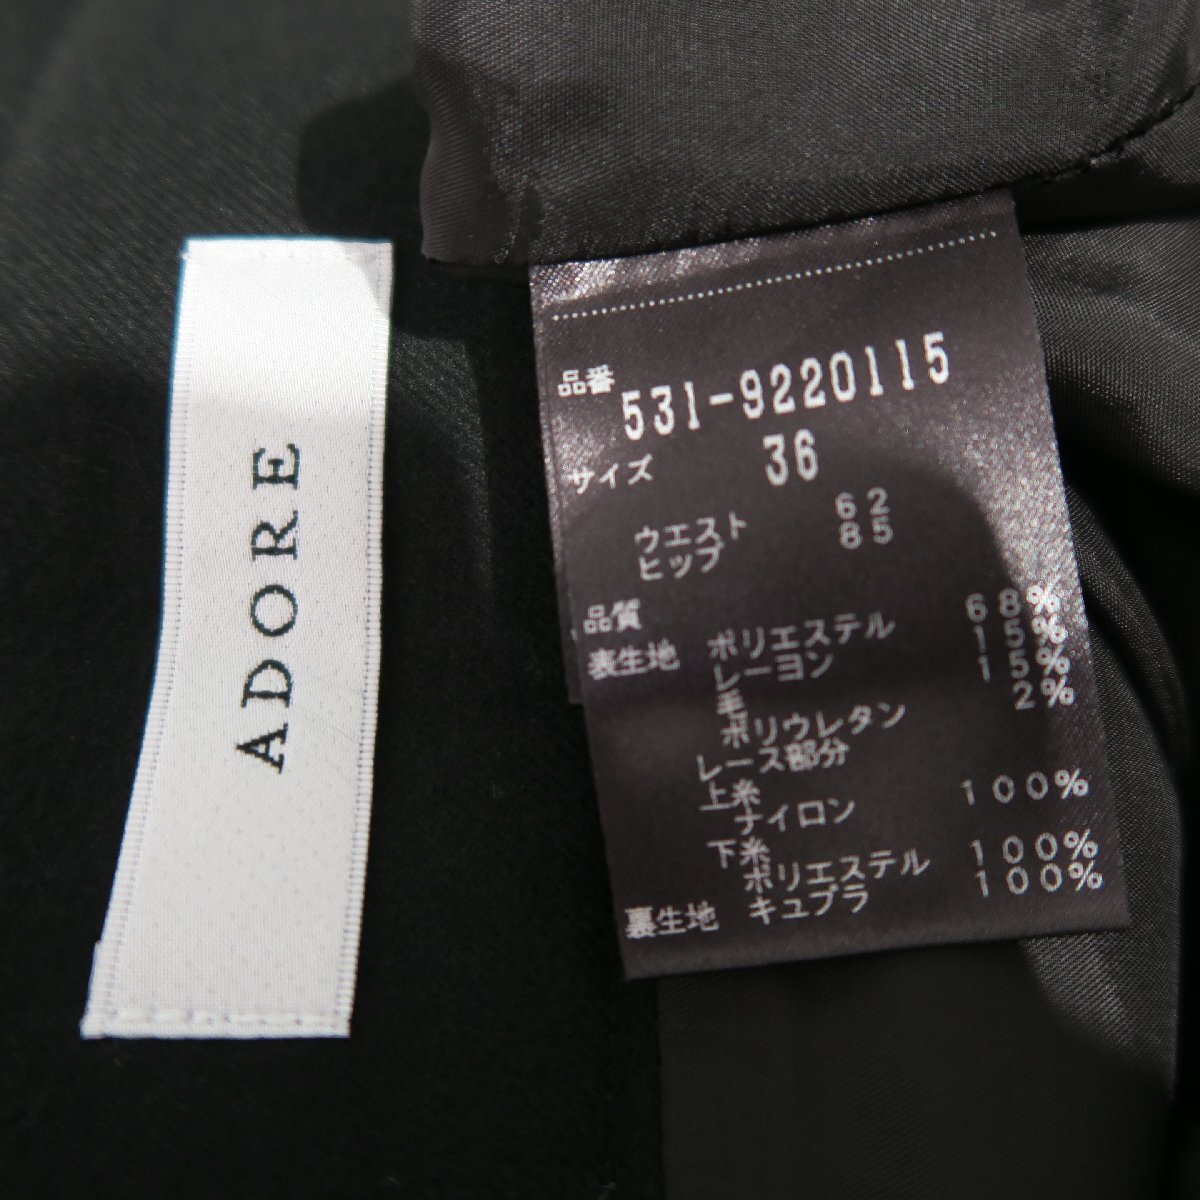 ADORE
品番 531-9220115
サイズ 36
ウエスト 62
ヒップ 85
品質
表生地 ポリエステル 68%
レーヨン 15%
毛 15%
ポリウレタン 2%
レース部分
上糸
ナイロン 100%
下糸
ポリエステル 100%
裏生地 キュプラ 100%